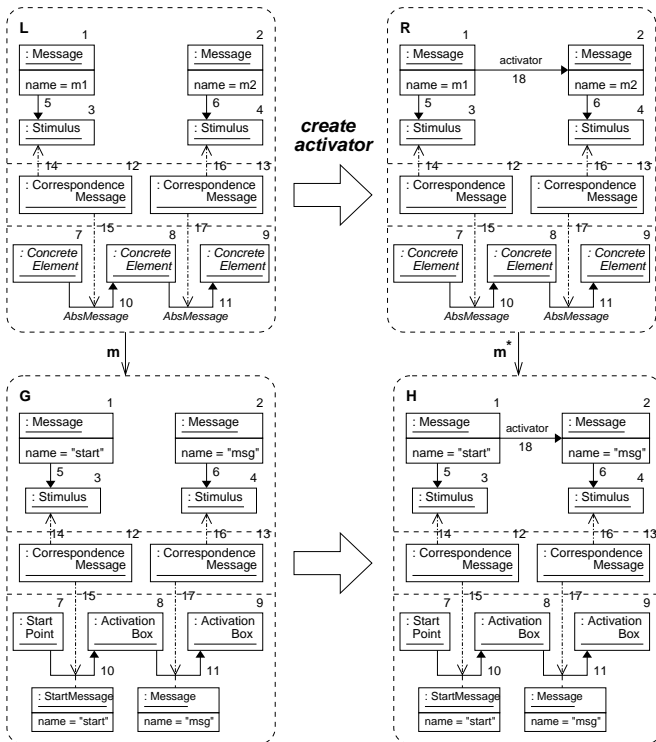 L
1
2
: Message
: Message
name = m1
name = m2
5
3
6
4
: Stimulus
: Stimulus
14
12
16
13
: Correspondence
Message
: Correspondence
Message
15
17
7
8
9
: Concrete
Element
: Concrete
Element
: Concrete
Element
10
11
AbsMessage
AbsMessage
create
activator
R
1
2
: Message
activator
: Message
name = m1
18
name = m2
5
3
6
4
: Stimulus
: Stimulus
14
12
16
13
: Correspondence
Message
: Correspondence
Message
15
17
7
8
9
: Concrete
Element
: Concrete
Element
: Concrete
Element
10
11
AbsMessage
AbsMessage
m
m*
G
1
2
: Message
: Message
name = "start"
name = "msg"
5
3
6
4
: Stimulus
: Stimulus
14
12
16
13
: Correspondence
Message
: Correspondence
Message
15
17
7
8
9
: Start
Point
: Activation
Box
: Activation
Box
10
11
: StartMessage
: Message
name = "start"
name = "msg"
H
1
2
: Message
activator
: Message
name = "start"
18
name = "msg"
5
3
6
4
: Stimulus
: Stimulus
14
12
16
13
: Correspondence
Message
: Correspondence
Message
15
17
7
8
9
: Start
Point
: Activation
Box
: Activation
Box
10
11
: StartMessage
: Message
name = "start"
name = "msg"